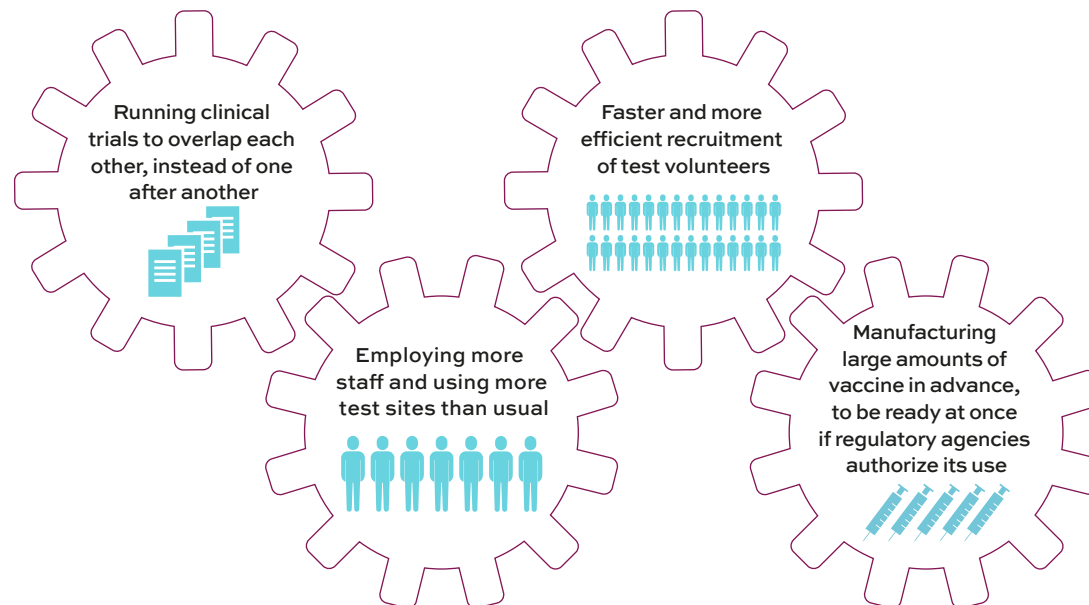 Running clinical
trials to overlap each
other, instead of one
after another
Faster and more
efficient recruitment
of test volunteers
Employing more
staff and using more
test sites than usual
Manufacturing
large amounts of
vaccine in advance,
to be ready at once
if regulatory agencies
authorize its use